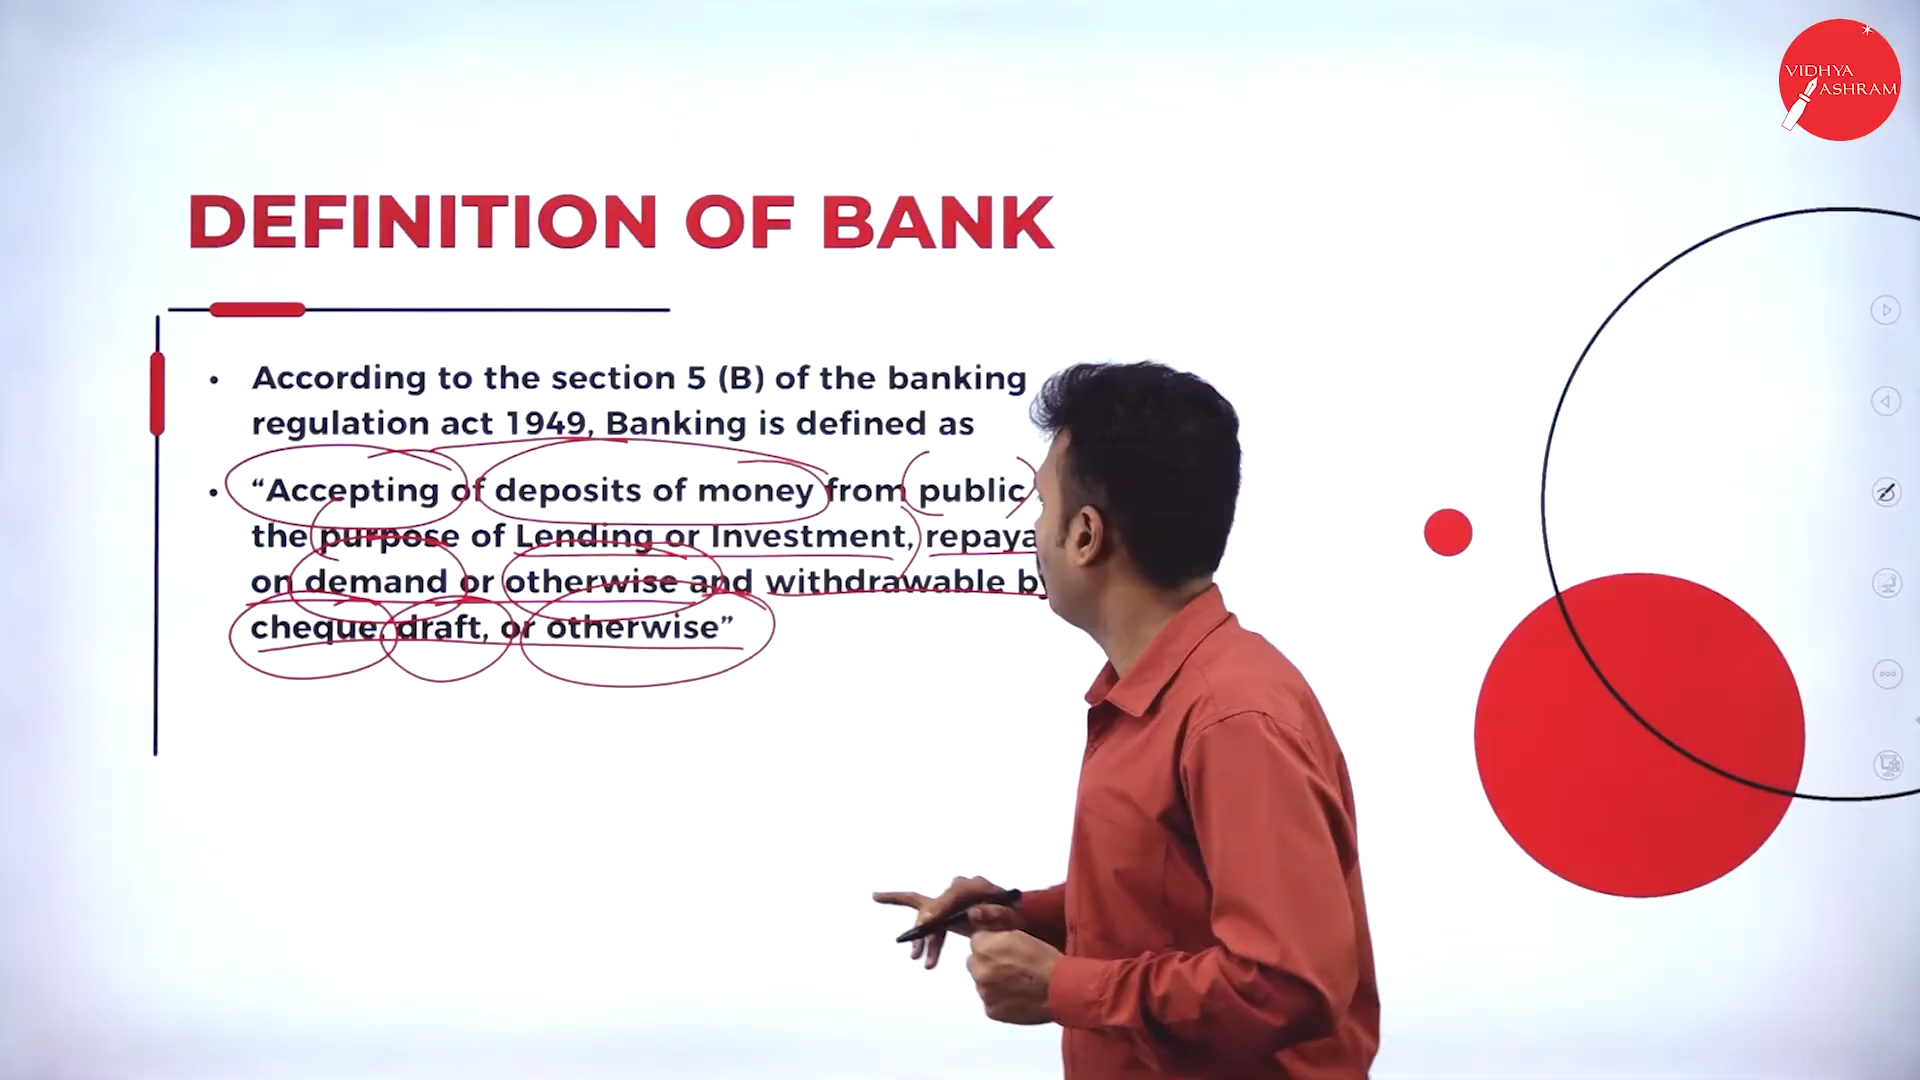 VIDHYA
ASHRAM
DEFINITION OF BANK
• According to the section 5 (B) of the banking
regulation act 1949, Banking is defined as
• “Accepting of deposits of money from public
the purpose of Lending or Investment, repaya
on demand or otherwise and withdrawable by
cheque, draft, or otherwise”